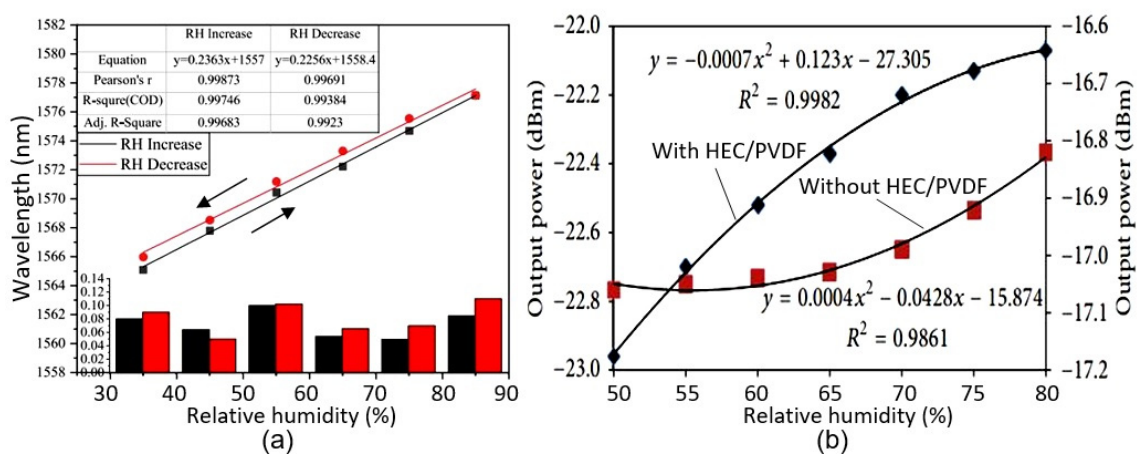 RH Increase RH Decrease
Equation y=0.2363x+1557 y=0.2256x+1558.4
Pearson's r 0.99873 0.99691
R-squre(COD) 0.99746 0.99384
Adj. R-Square 0.99683 0.9923
RH Increase
RH Decrease
Wavelength (nm)
1582
1580
1578
1576
1574
1572
1570
1568
1566
1564
1562
1560
1558
0.14
0.12
0.10
0.08
0.06
0.04
0.02
0.00
30 40 50 60 70 80 90
Relative humidity (%)
(a)
Output power (dBm)
-22.0
-22.2
-22.4
-22.6
-22.8
-23.0
y = −0.0007x² + 0.123x − 27.305
R² = 0.9982
With HEC/PVDF
Without HEC/PVDF
y = 0.0004x² − 0.0428x − 15.874
R² = 0.9861
-16.6
-16.7
-16.8
-16.9
-17.0
-17.1
-17.2
Output power (dBm)
50 55 60 65 70 75 80
Relative humidity (%)
(b)